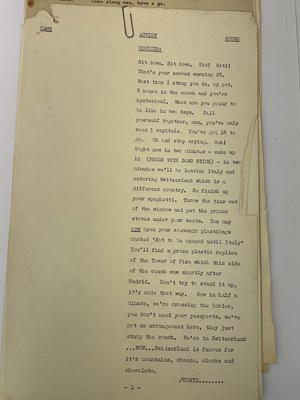 come along man, have a go.
CAMERA
ACTION
SOUND
COURIER:
Sit down, Sit down, Sit! Sit!!
That's your second warning 26,
Next time I strap you in, my god,
8 hours in the coach and you're
hysterical, What are you going to
be like in two days. Pull
yourself together, man, you've only
seen 3 capitals. You've got 18 to
go. Oh and stop crying.
Right now in two minutes - wake up
12 (PRODS WITH LONG STICK) - in two
minutes we'll be leaving Italy and
entering Switzerland which is a
different country. So finish up
your spaghetti. Throw the tins out
of the window and put the primer
stoves under your seats. You may
now open your souvenir plasticbags
marked 'Not to be opened until Italy'
You'll find a green plastic replica
of the Tower of Pisa which this side
of the coach saw shortly after
Madrid. Don't try to stand it up,
it's made that way. Now in half a
minute, we're crossing the border,
you don't need your passports, we've
got an arrangement here, they just
stamp the coach. We're in Switzerland
...NOW...Switzerland is famous for
it's mountains, cheese, clocks and
chocolate.
/CONTD........
- 1 -